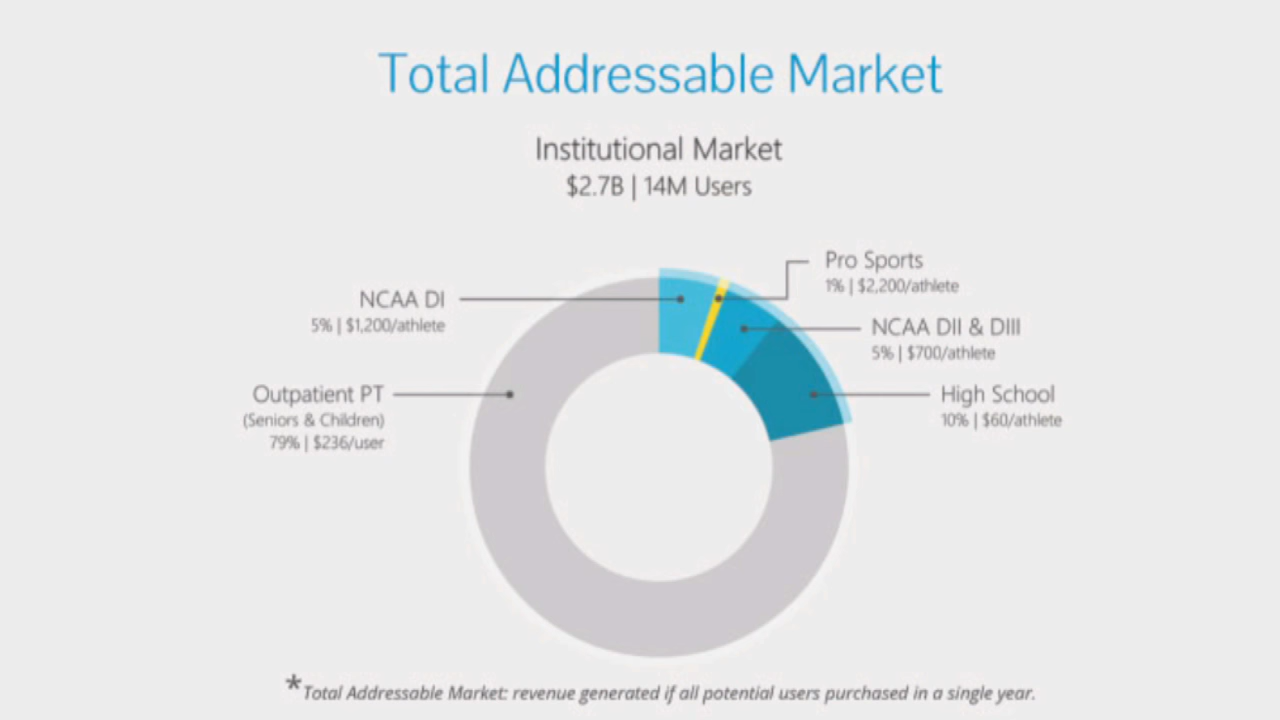 Total Addressable Market
Institutional Market
$2.7B | 14M Users
Pro Sports
1% | $2,200/athlete
NCAA DI
5% | $1,200/athlete
NCAA DII & DIII
5% | $700/athlete
Outpatient PT
(Seniors & Children)
79% | $236/user
High School
10% | $60/athlete
*Total Addressable Market: revenue generated if all potential users purchased in a single year.